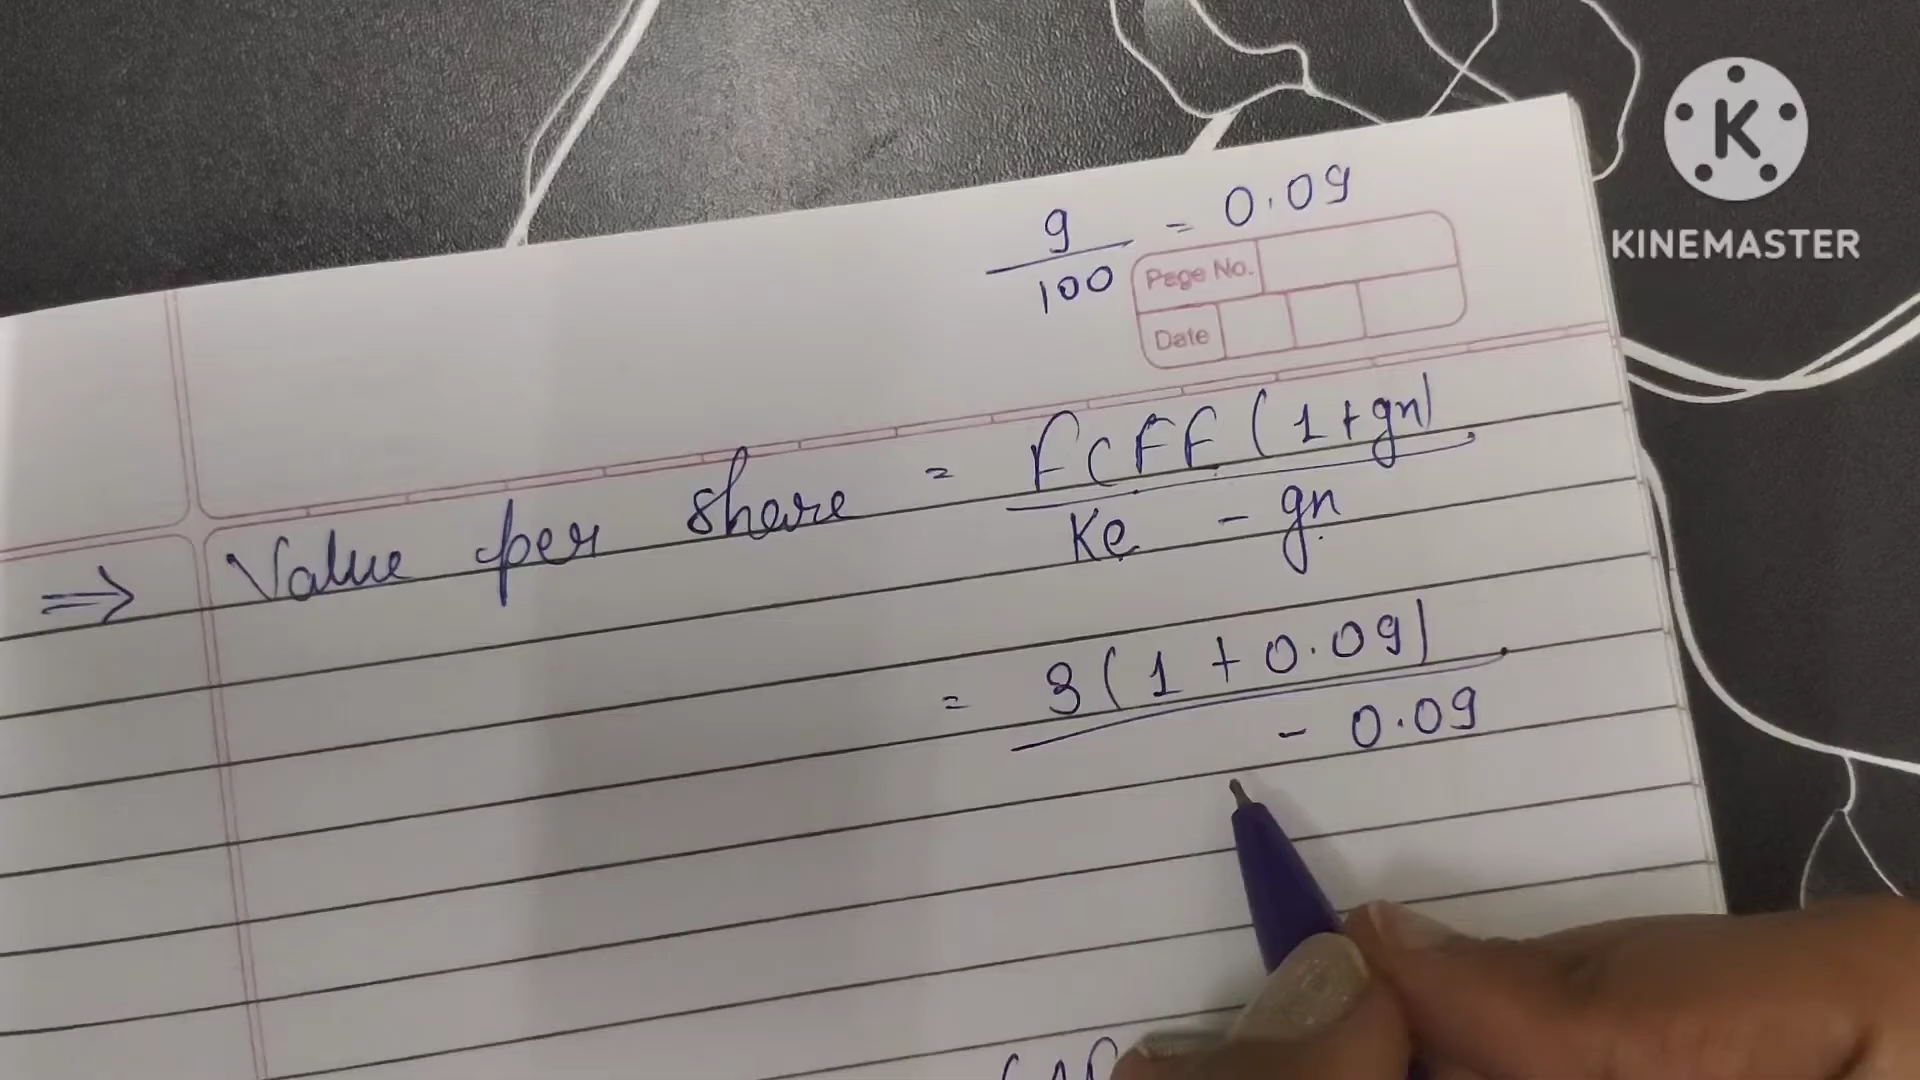 K
KINEMASTER
9/100 = 0.09
Page No.
Date
⇒ Value per share = FCFF (1+gn) / Ke - gn
= 3(1 + 0.09) / - 0.09